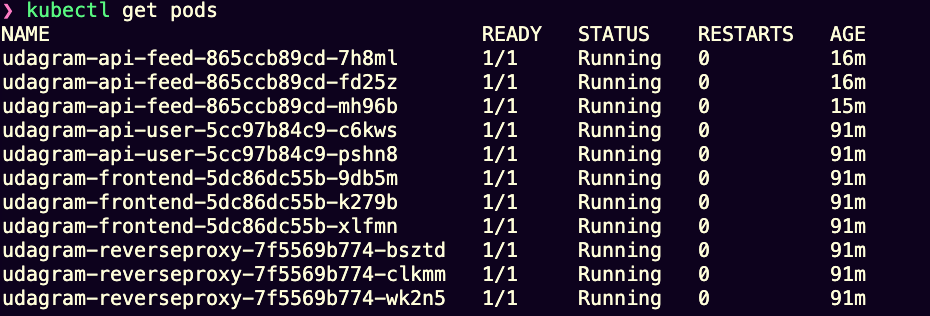 ❯ kubectl get pods
NAME READY STATUS RESTARTS AGE
udagram-api-feed-865ccb89cd-7h8ml 1/1 Running 0 16m
udagram-api-feed-865ccb89cd-fd25z 1/1 Running 0 16m
udagram-api-feed-865ccb89cd-mh96b 1/1 Running 0 15m
udagram-api-user-5cc97b84c9-c6kws 1/1 Running 0 91m
udagram-api-user-5cc97b84c9-pshn8 1/1 Running 0 91m
udagram-frontend-5dc86dc55b-9db5m 1/1 Running 0 91m
udagram-frontend-5dc86dc55b-k279b 1/1 Running 0 91m
udagram-frontend-5dc86dc55b-xlfmn 1/1 Running 0 91m
udagram-reverseproxy-7f5569b774-bsztd 1/1 Running 0 91m
udagram-reverseproxy-7f5569b774-clkmm 1/1 Running 0 91m
udagram-reverseproxy-7f5569b774-wk2n5 1/1 Running 0 91m